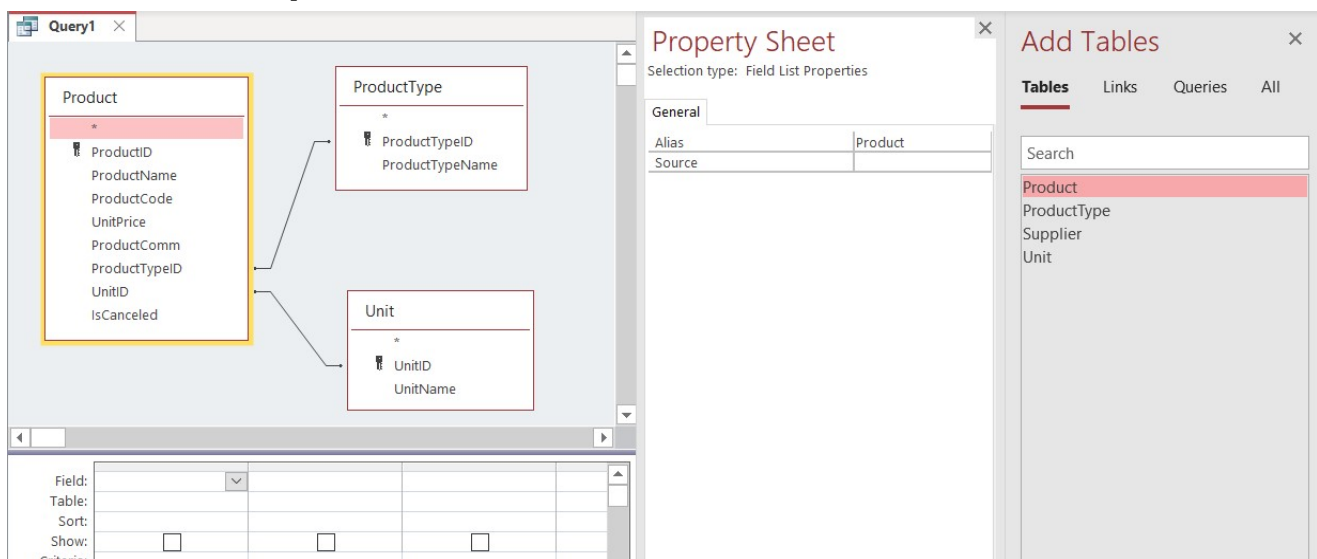 Query1
Product
*
ProductID
ProductName
ProductCode
UnitPrice
ProductComm
ProductTypeID
UnitID
IsCanceled
ProductType
*
ProductTypeID
ProductTypeName
Unit
*
UnitID
UnitName
Field:
Table:
Sort:
Show:
Property Sheet
Selection type: Field List Properties
General
Alias Product
Source
Add Tables
Tables Links Queries All
Search
Product
ProductType
Supplier
Unit